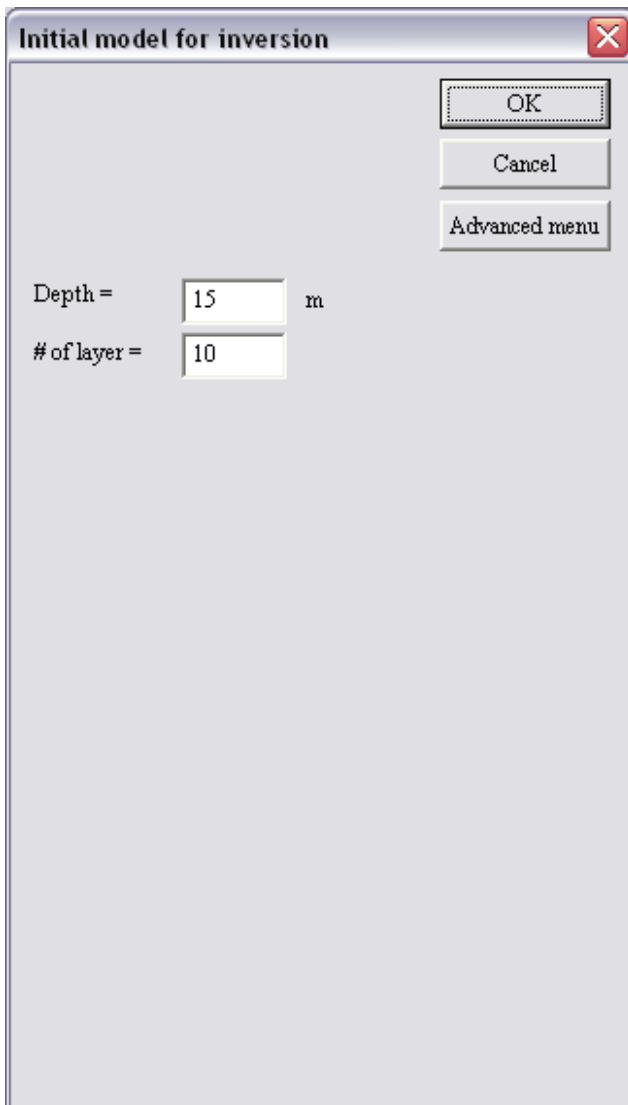 Initial model for inversion
OK
Cancel
Advanced menu
Depth = 15 m
# of layer = 10